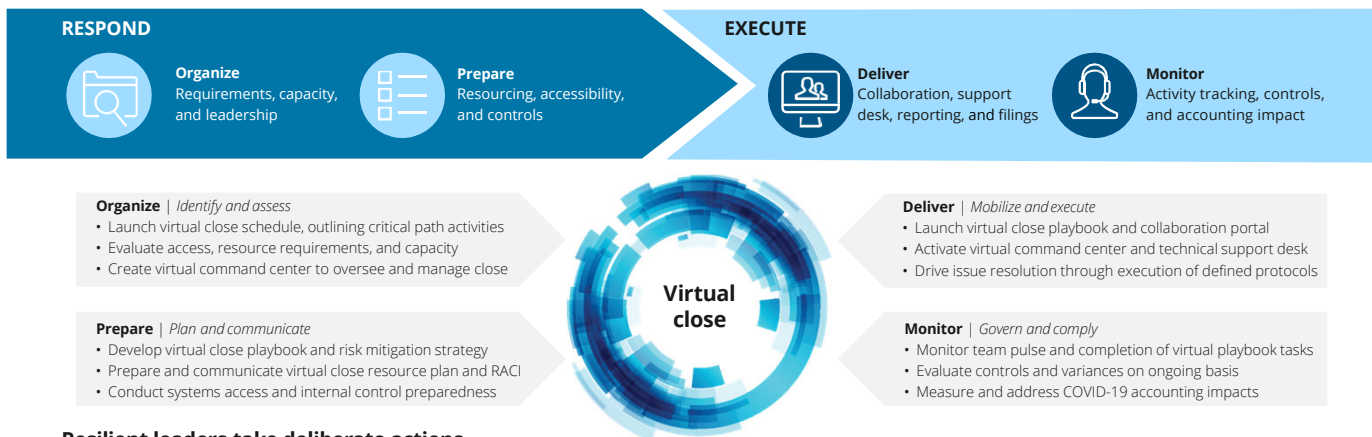 RESPOND
Organize
Requirements, capacity,
and leadership
Prepare
Resourcing, accessibility,
and controls
EXECUTE
Deliver
Collaboration, support
desk, reporting, and filings
Monitor
Activity tracking, controls,
and accounting impact
Organize | Identify and assess
• Launch virtual close schedule, outlining critical path activities
• Evaluate access, resource requirements, and capacity
• Create virtual command center to oversee and manage close
Prepare | Plan and communicate
• Develop virtual close playbook and risk mitigation strategy
• Prepare and communicate virtual close resource plan and RACI
• Conduct systems access and internal control preparedness
Virtual
close
Deliver | Mobilize and execute
• Launch virtual close playbook and collaboration portal
• Activate virtual command center and technical support desk
• Drive issue resolution through execution of defined protocols
Monitor | Govern and comply
• Monitor team pulse and completion of virtual playbook tasks
• Evaluate controls and variances on ongoing basis
• Measure and address COVID-19 accounting impacts
Resilient leaders take deliberate actions